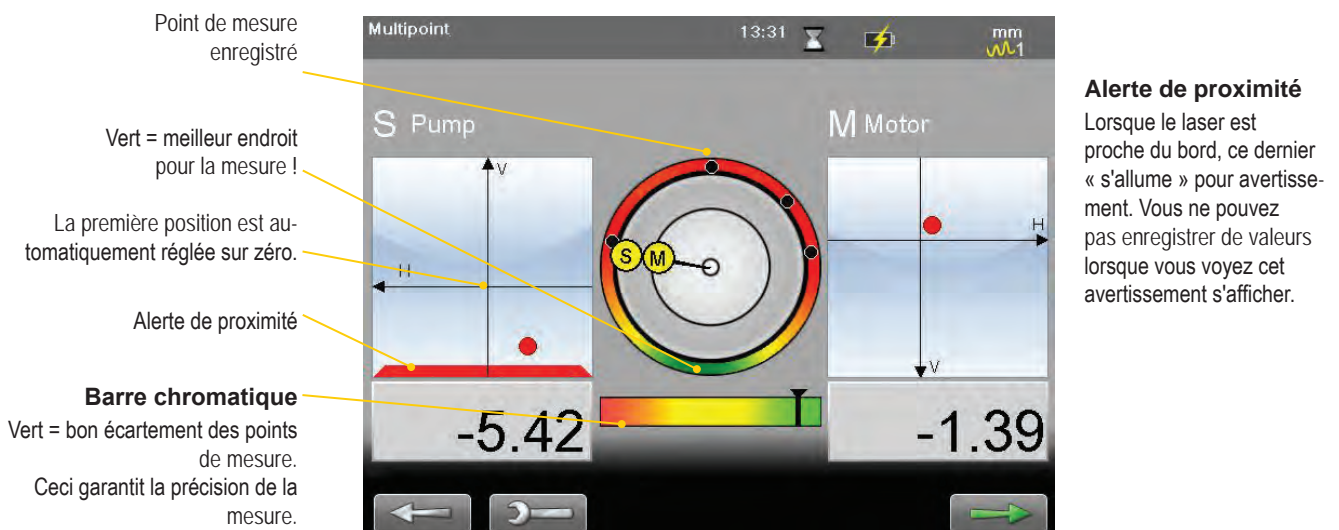 Point de mesure
enregistré
Vert = meilleur endroit
pour la mesure !
La première position est au-
tomatiquement réglée sur zéro.
Alerte de proximité
Barre chromatique
Vert = bon écartement des points
de mesure.
Ceci garantit la précision de la
mesure.
Multipoint
13:31
mm
1
S Pump
M Motor
V
H
S
M
H
V
-5.42
-1.39
Alerte de proximité
Lorsque le laser est
proche du bord, ce dernier
« s'allume » pour avertisse-
ment. Vous ne pouvez
pas enregistrer de valeurs
lorsque vous voyez cet
avertissement s'afficher.